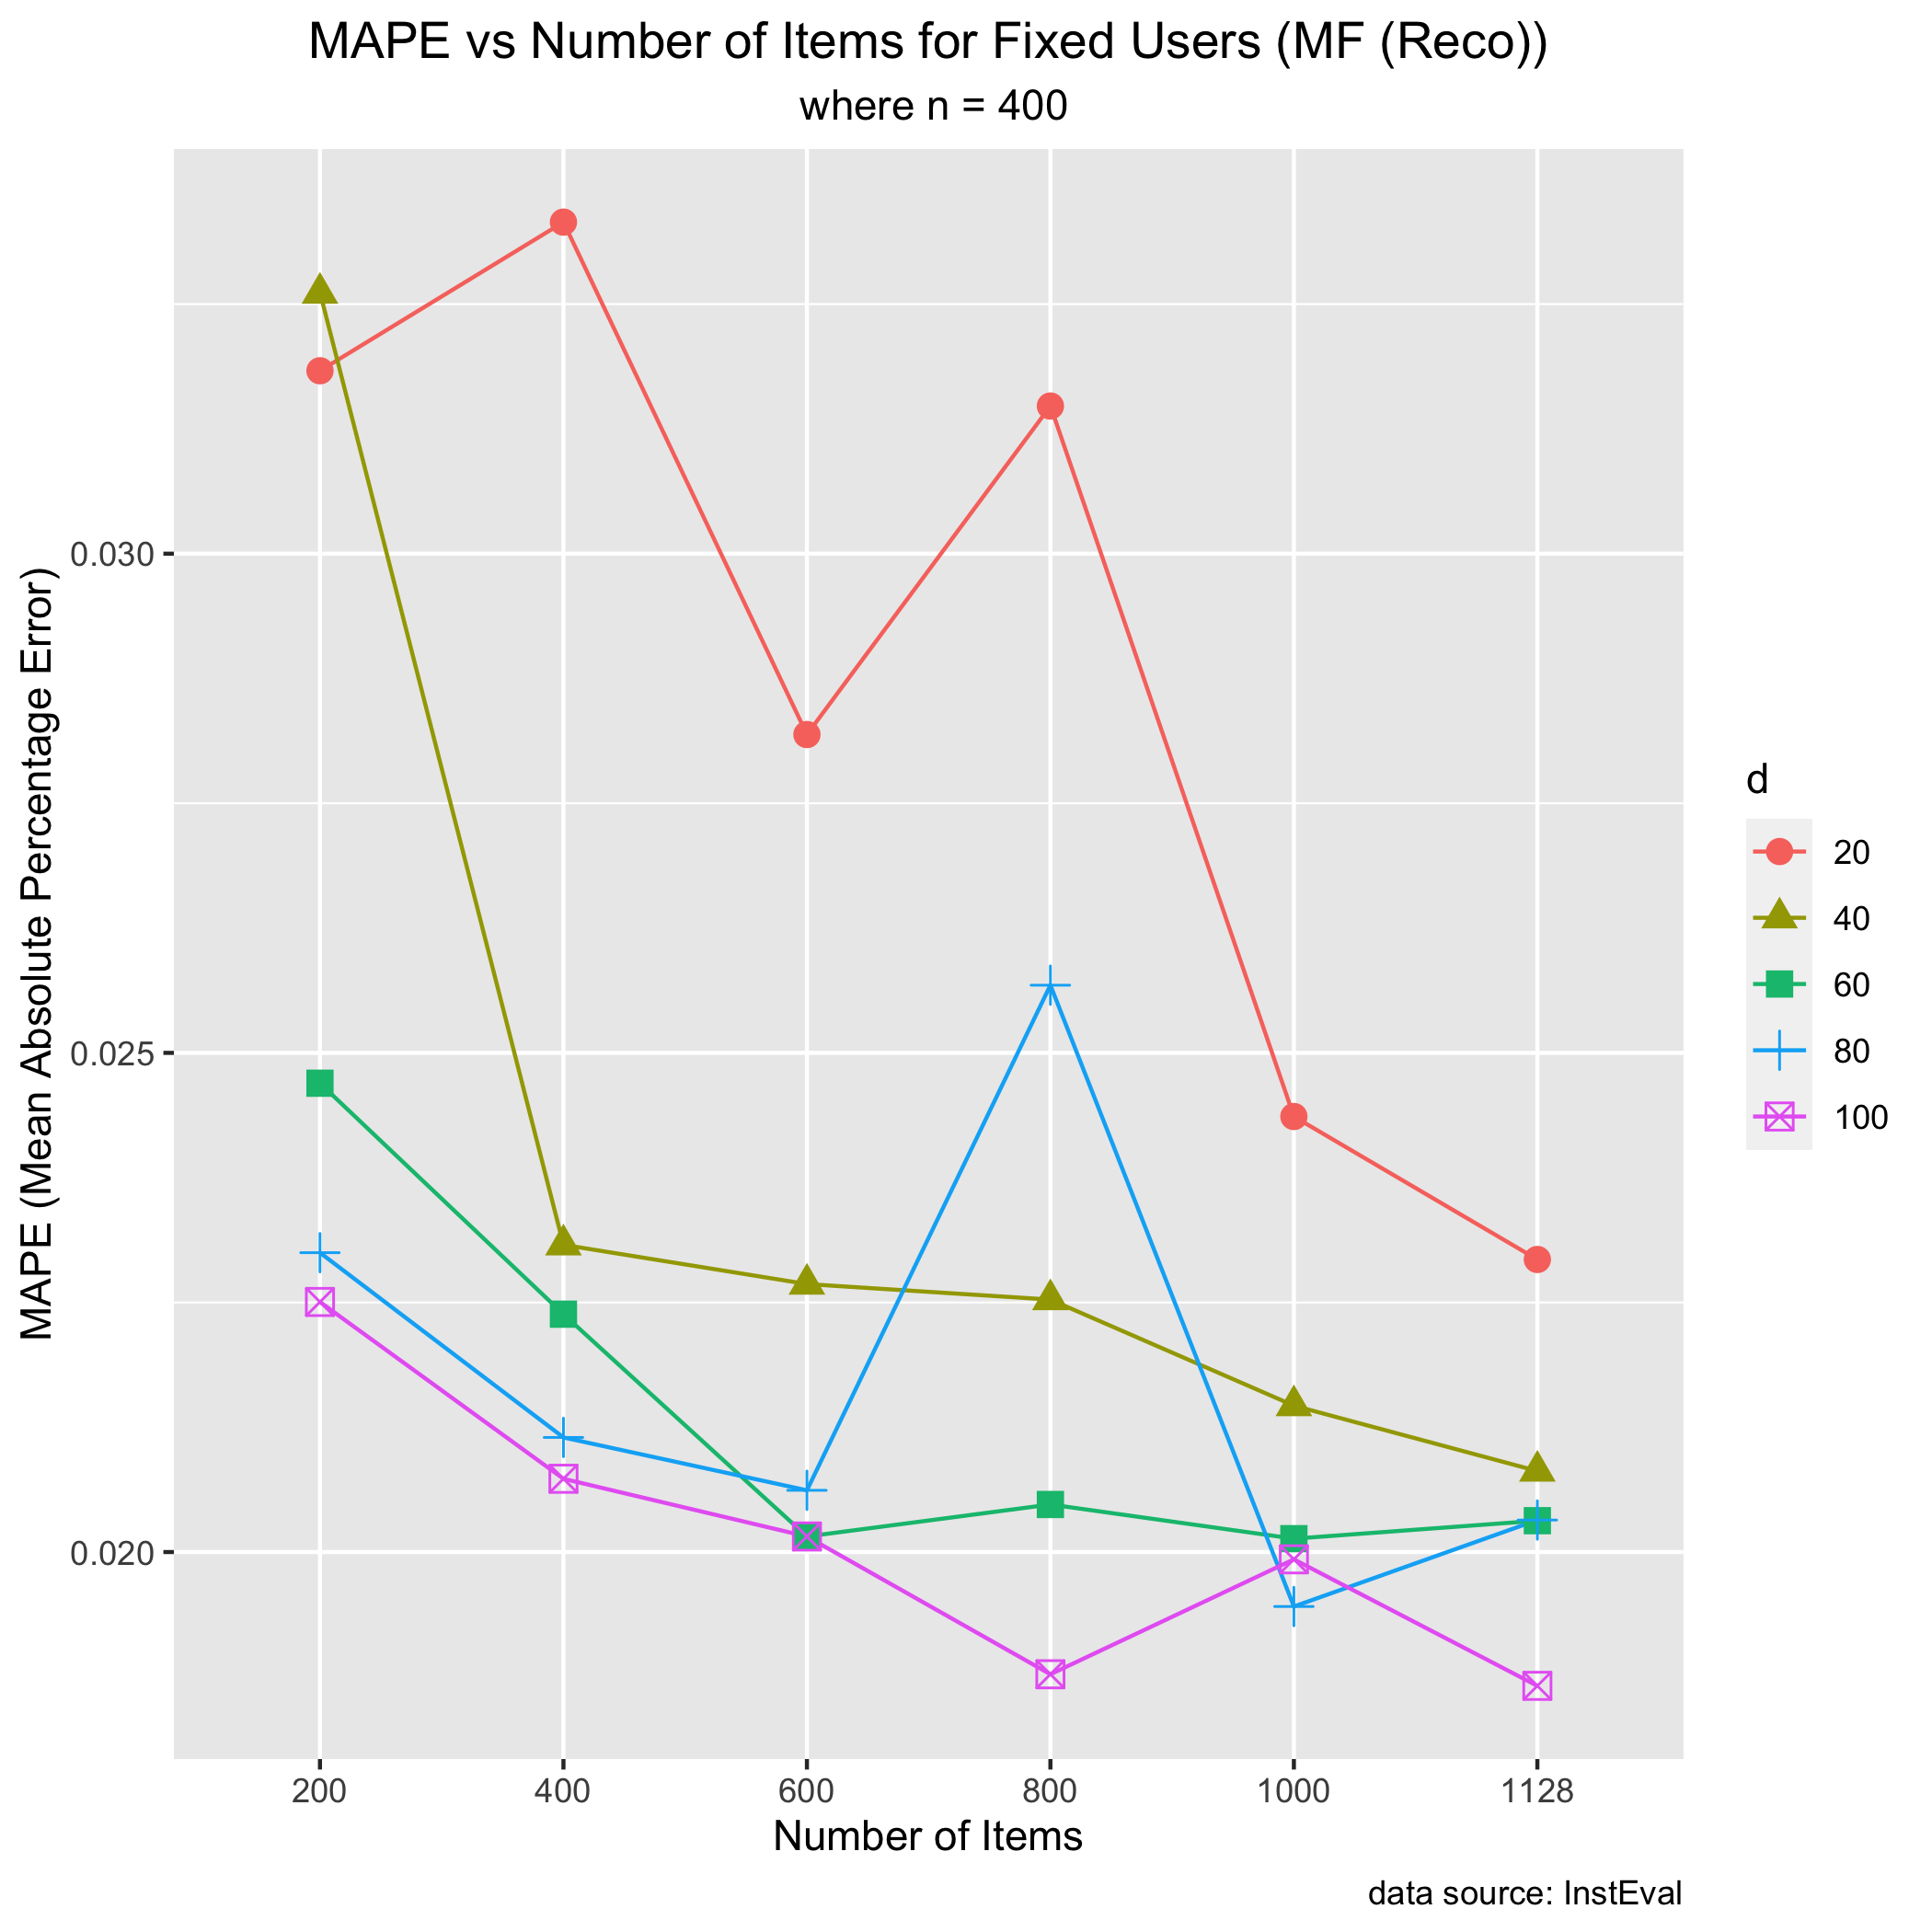 MAPE vs Number of Items for Fixed Users (MF (Reco))
where n = 400
MAPE (Mean Absolute Percentage Error)
0.030
0.025
0.020
200 400 600 800 1000 1128
Number of Items
d
20
40
60
80
100
data source: InstEval